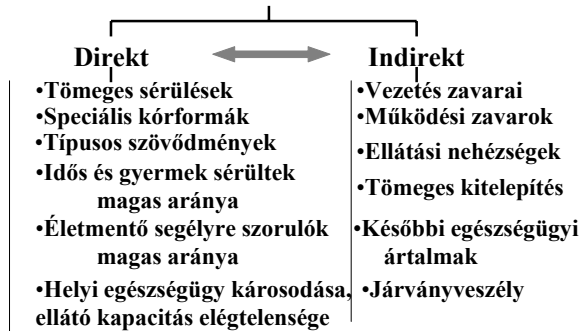 Direkt
•Tömeges sérülések
•Speciális kórformák
•Típusos szövődmények
•Idős és gyermek sérültek
magas aránya
•Életmentő segélyre szorulók
magas aránya
•Helyi egészségügy károsodása,
ellátó kapacitás elégtelensége
Indirekt
•Vezetés zavarai
•Működési zavarok
•Ellátási nehézségek
•Tömeges kitelepítés
•Későbbi egészségügyi
ártalmak
•Járványveszély